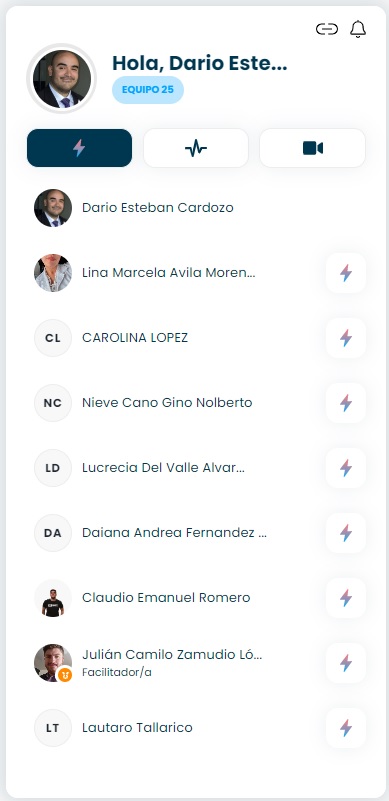 Hola, Dario Este...
EQUIPO 25
Dario Esteban Cardozo
Lina Marcela Avila Moren...
CL CAROLINA LOPEZ
NC Nieve Cano Gino Nolberto
LD Lucrecia Del Valle Alvar...
DA Daiana Andrea Fernandez ...
Claudio Emanuel Romero
Julián Camilo Zamudio Ló...
Facilitador/a
LT Lautaro Tallarico